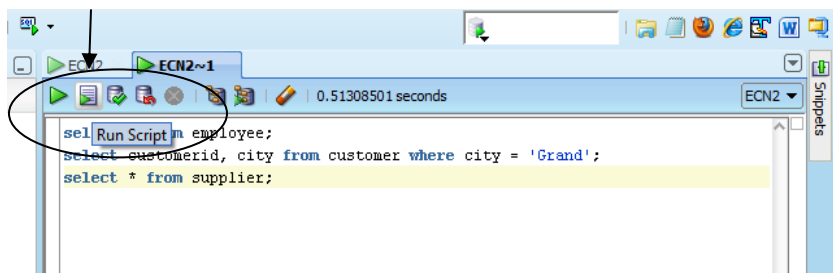 SQL
W
ECN2
ECN2~1
0.51308501 seconds
ECN2
Snippets
sel Run Script m employee;
select customerid, city from customer where city = 'Grand';
select * from supplier;